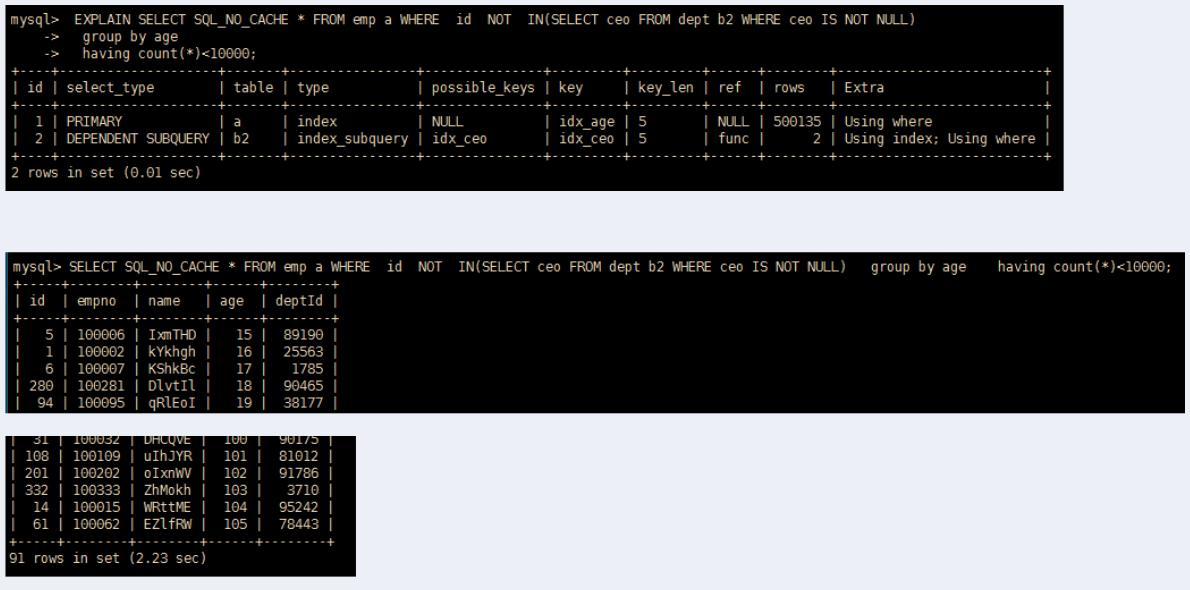 mysql>  EXPLAIN SELECT SQL_NO_CACHE * FROM emp a WHERE  id  NOT  IN(SELECT ceo FROM dept b2 WHERE ceo IS NOT NULL)
    ->   group by age
    ->   having count(*)<10000;
+----+--------------------+-------+----------------+---------------+---------+---------+------+--------+--------------------------+
| id | select_type        | table | type           | possible_keys | key     | key_len | ref  | rows   | Extra                    |
+----+--------------------+-------+----------------+---------------+---------+---------+------+--------+--------------------------+
|  1 | PRIMARY            | a     | index          | NULL          | idx_age | 5       | NULL | 500135 | Using where              |
|  2 | DEPENDENT SUBQUERY | b2    | index_subquery | idx_ceo       | idx_ceo | 5       | func |      2 | Using index; Using where |
+----+--------------------+-------+----------------+---------------+---------+---------+------+--------+--------------------------+
2 rows in set (0.01 sec)
mysql> SELECT SQL_NO_CACHE * FROM emp a WHERE  id  NOT  IN(SELECT ceo FROM dept b2 WHERE ceo IS NOT NULL)   group by age    having count(*)<10000;
+-----+--------+--------+------+--------+
| id  | empno  | name   | age  | deptId |
+-----+--------+--------+------+--------+
|   5 | 100006 | IxmTHD |   15 |  89190 |
|   1 | 100002 | kYkhgh |   16 |  25563 |
|   6 | 100007 | KShkBc |   17 |   1785 |
| 280 | 100281 | DlvtIl |   18 |  90465 |
|  94 | 100095 | qRlEoI |   19 |  38177 |
|  31 | 100032 | DHCQVE |  100 |  90175 |
| 108 | 100109 | uIhJYR |  101 |  81012 |
| 201 | 100202 | oIxnWV |  102 |  91786 |
| 332 | 100333 | ZhMokh |  103 |   3710 |
|  14 | 100015 | WRttME |  104 |  95242 |
|  61 | 100062 | EZlfRW |  105 |  78443 |
+-----+--------+--------+------+--------+
91 rows in set (2.23 sec)